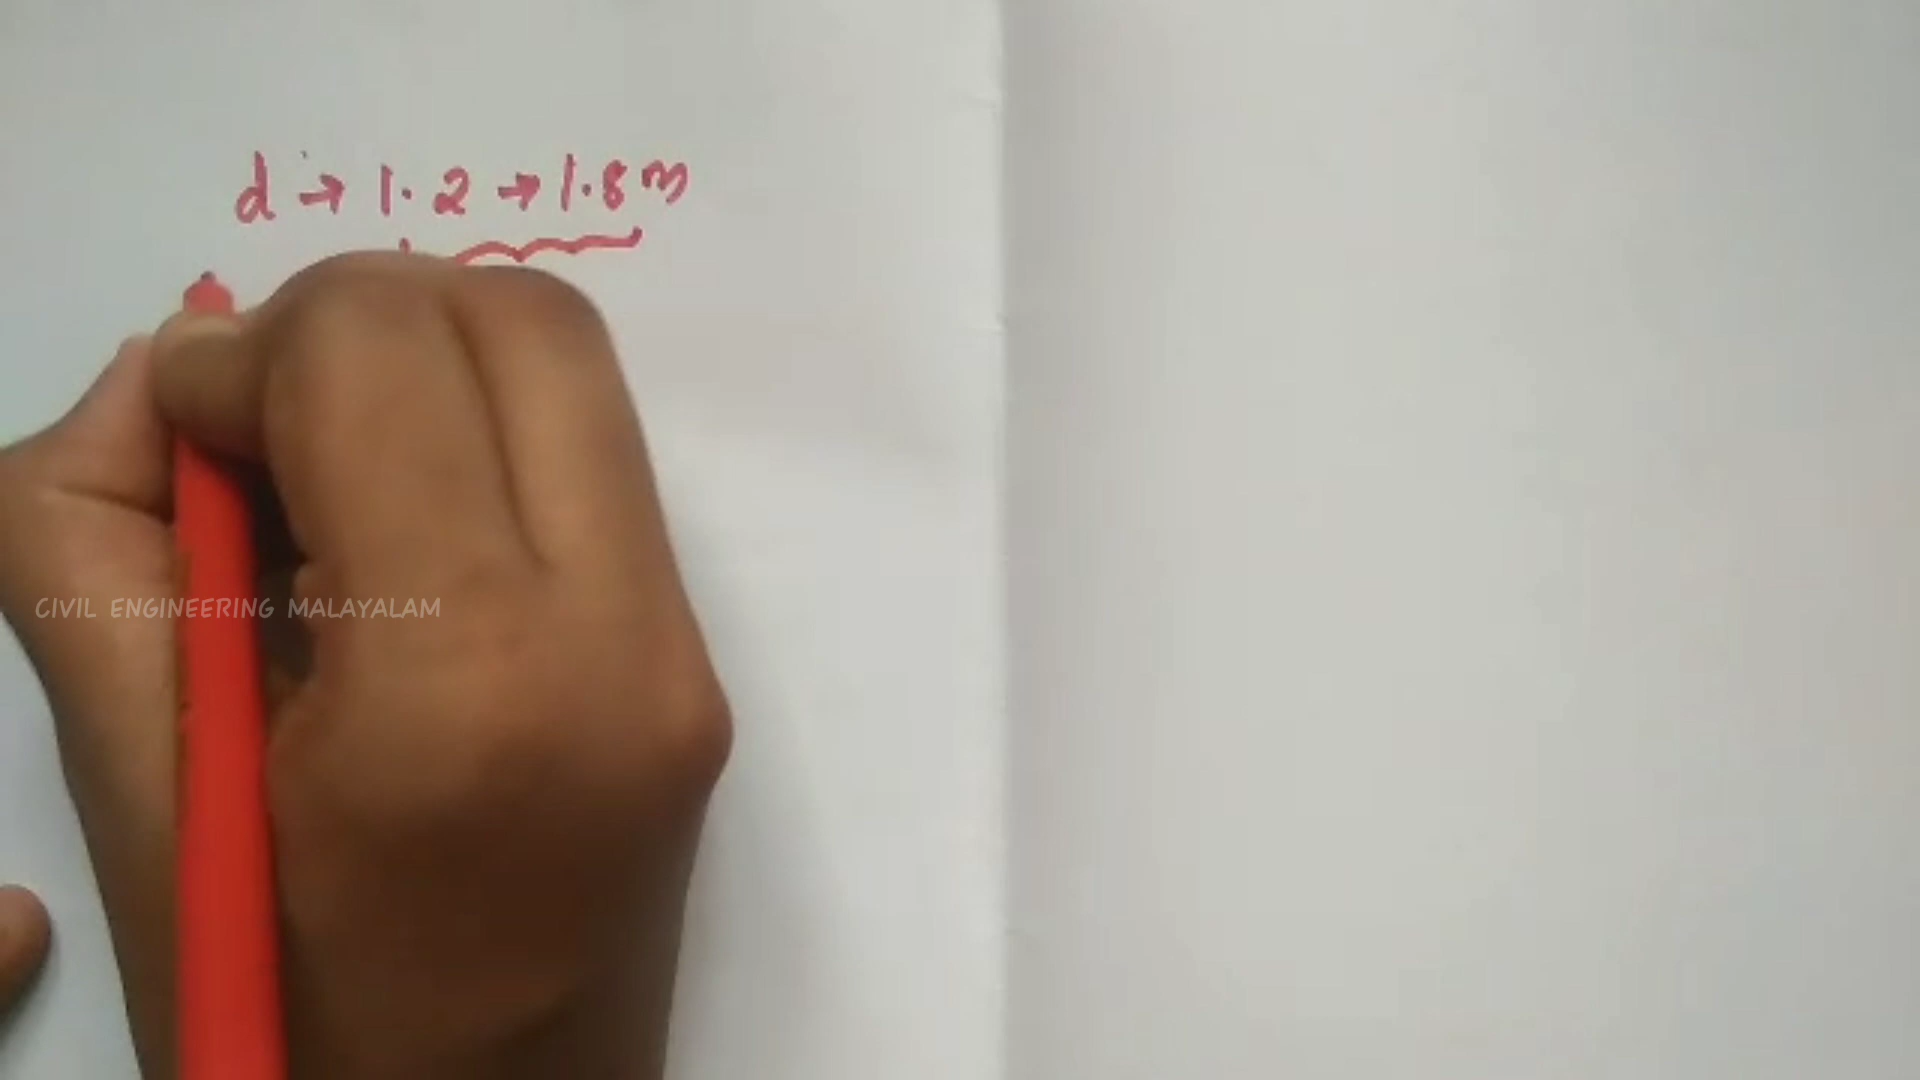 d → 1.2 → 1.8 m
CIVIL ENGINEERING MALAYALAM